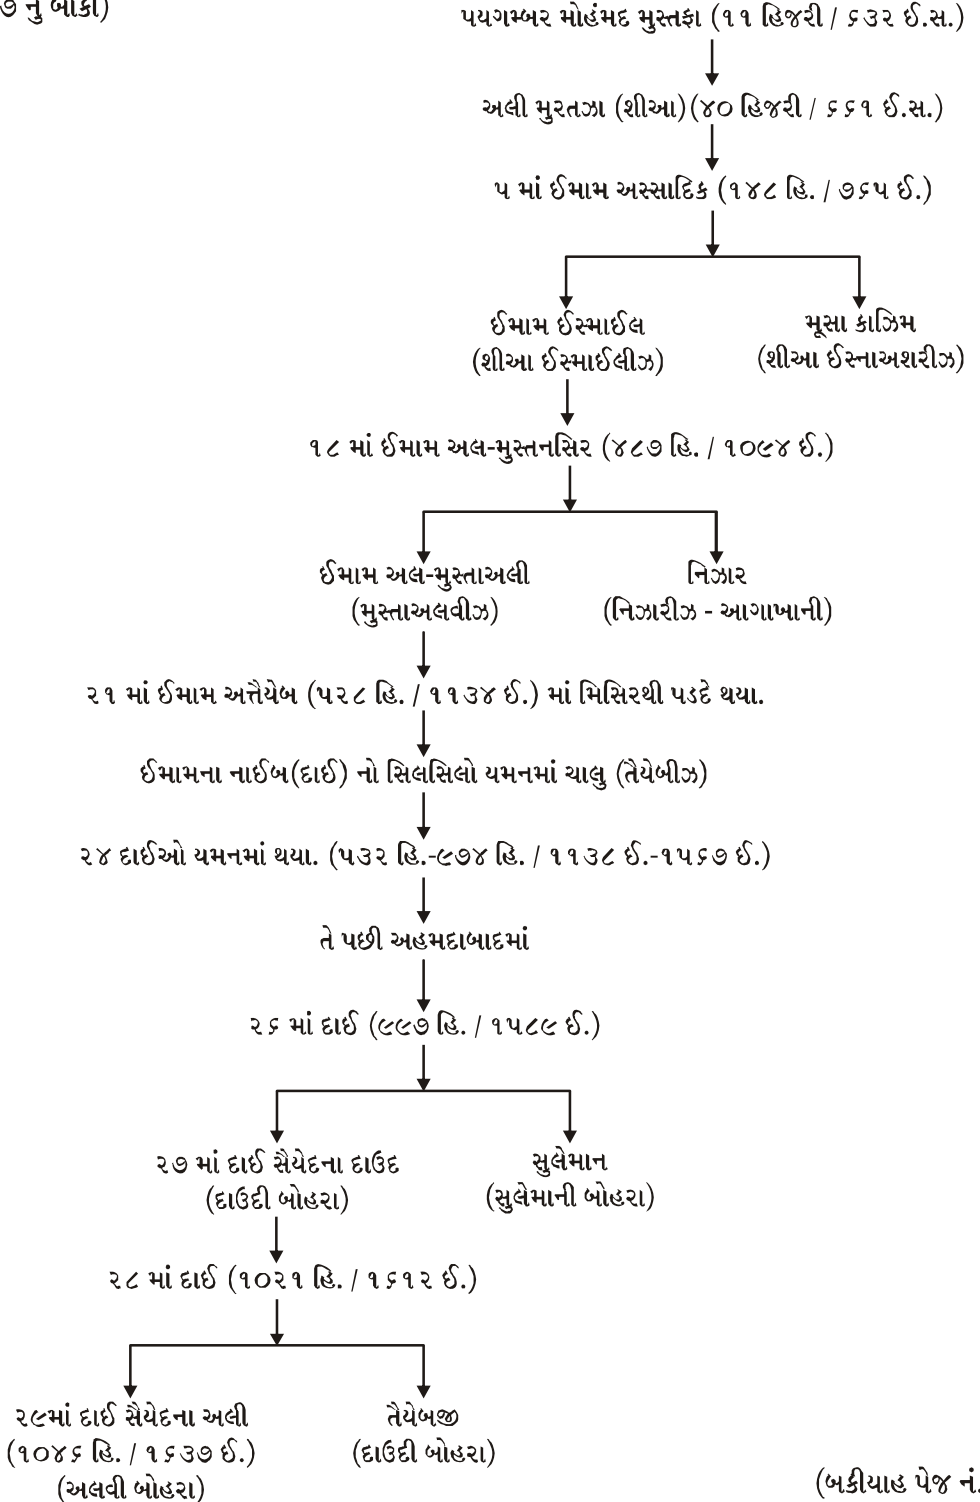 ૭ નુ બાકી)
પયગમ્બર મોહંમદ મુસ્તફા (૧૧ હિજરી / ૬૩૨ ઈ.સ.)
અલી મુરતઝા (શીઆ)(૪૦ હિજરી / ૬૬૧ ઈ.સ.)
૫ માં ઈમામ અસ્સાદિક (૧૪૮ હિ. / ૭૬૫ ઈ.)
ઈમામ ઈસ્માઈલ
(શીઆ ઈસ્માઈલીઝ)
મૂસા કાઝિમ
(શીઆ ઈસ્નાઅશરીઝ)
૧૮ માં ઈમામ અલ-મુસ્તનસિર (૪૮૭ હિ. / ૧૦૯૪ ઈ.)
ઈમામ અલ-મુસ્તાઅલી
(મુસ્તાઅલવીઝ)
નિઝાર
(નિઝારીઝ - આગાખાની)
૨૧ માં ઈમામ અત્તૈયેબ (૫૨૮ હિ. / ૧૧૩૪ ઈ.) માં મિસિરથી પડદે થયા.
ઈમામના નાઈબ(દાઈ) નો સિલસિલો યમનમાં ચાલુ (તૈયેબીઝ)
૨૪ દાઈઓ યમનમાં થયા. (૫૩૨ હિ.-૯૭૪ હિ. / ૧૧૩૮ ઈ.-૧૫૬૭ ઈ.)
તે પછી અહમદાબાદમાં
૨૬ માં દાઈ (૯૯૭ હિ. / ૧૫૮૯ ઈ.)
૨૭ માં દાઈ સૈયેદના દાઉદ
(દાઉદી બોહરા)
સુલેમાન
(સુલેમાની બોહરા)
૨૮ માં દાઈ (૧૦૨૧ હિ. / ૧૬૧૨ ઈ.)
૨૯માં દાઈ સૈયેદના અલી
(૧૦૪૬ હિ. / ૧૬૩૭ ઈ.)
(અલવી બોહરા)
તૈયેબજી
(દાઉદી બોહરા)
(બકીયાહ પેજ નં.